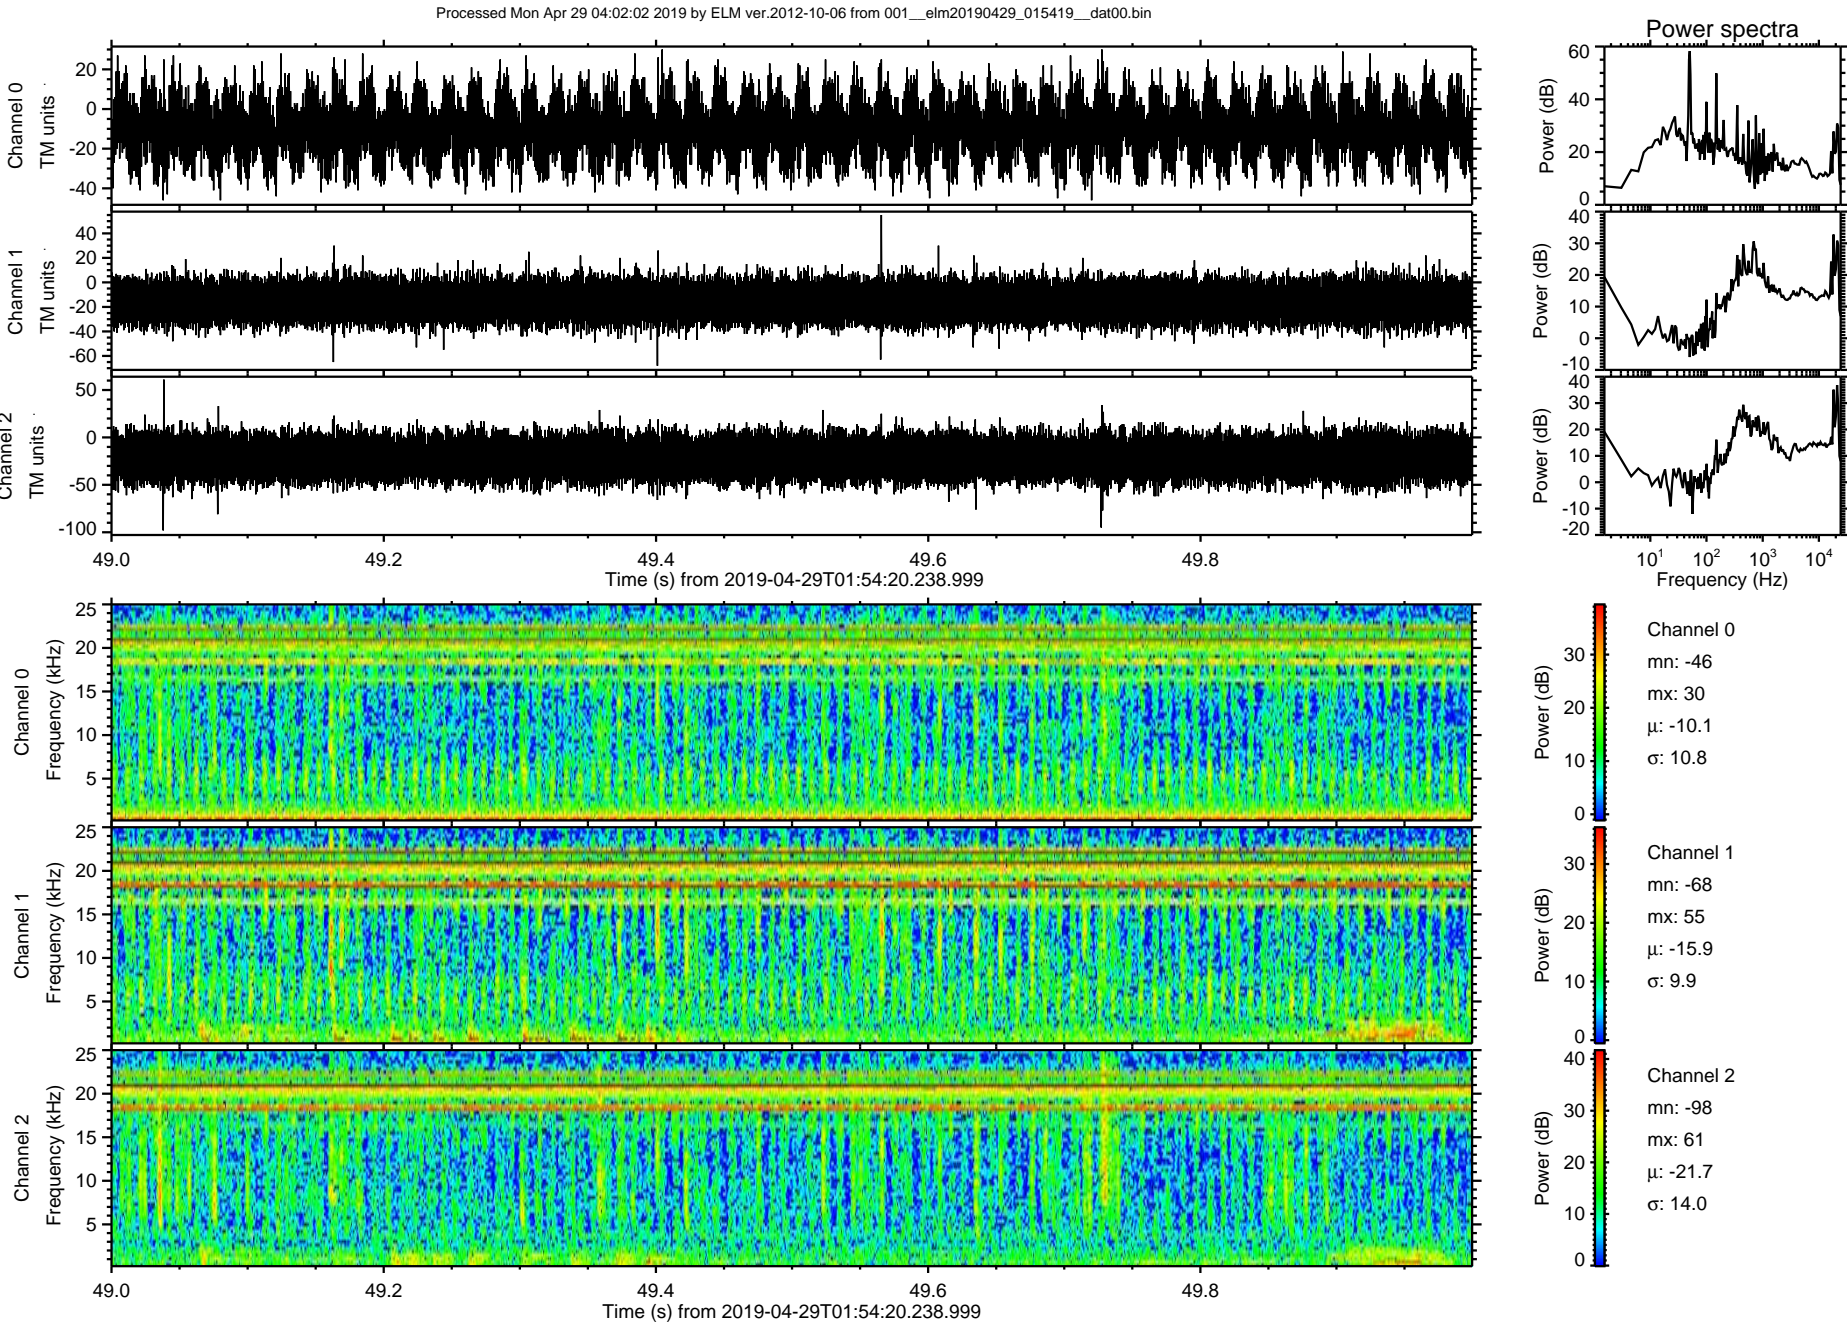 Processed Mon Apr 29 04:02:02 2019 by ELM ver.2012-10-06 from 001__elm20190429_015419__dat00.bin
Power spectra
Channel 0
TM units
20
0
-20
-40
Power (dB)
60
40
20
0
Channel 1
TM units
40
20
0
-20
-40
-60
Power (dB)
40
30
20
10
0
-10
Channel 2
TM units
50
0
-50
-100
Power (dB)
40
30
20
10
0
-10
-20
49.0 49.2 49.4 49.6 49.8
Time (s) from 2019-04-29T01:54:20.238.999
10¹ 10² 10³ 10⁴
Frequency (Hz)
Channel 0
Frequency (kHz)
25
20
15
10
5
Power (dB)
30
20
10
0
Channel 0
mn: -46
mx: 30
μ: -10.1
σ: 10.8
Channel 1
Frequency (kHz)
25
20
15
10
5
Power (dB)
30
20
10
0
Channel 1
mn: -68
mx: 55
μ: -15.9
σ: 9.9
Channel 2
Frequency (kHz)
25
20
15
10
5
Power (dB)
40
30
20
10
0
Channel 2
mn: -98
mx: 61
μ: -21.7
σ: 14.0
49.0 49.2 49.4 49.6 49.8
Time (s) from 2019-04-29T01:54:20.238.999